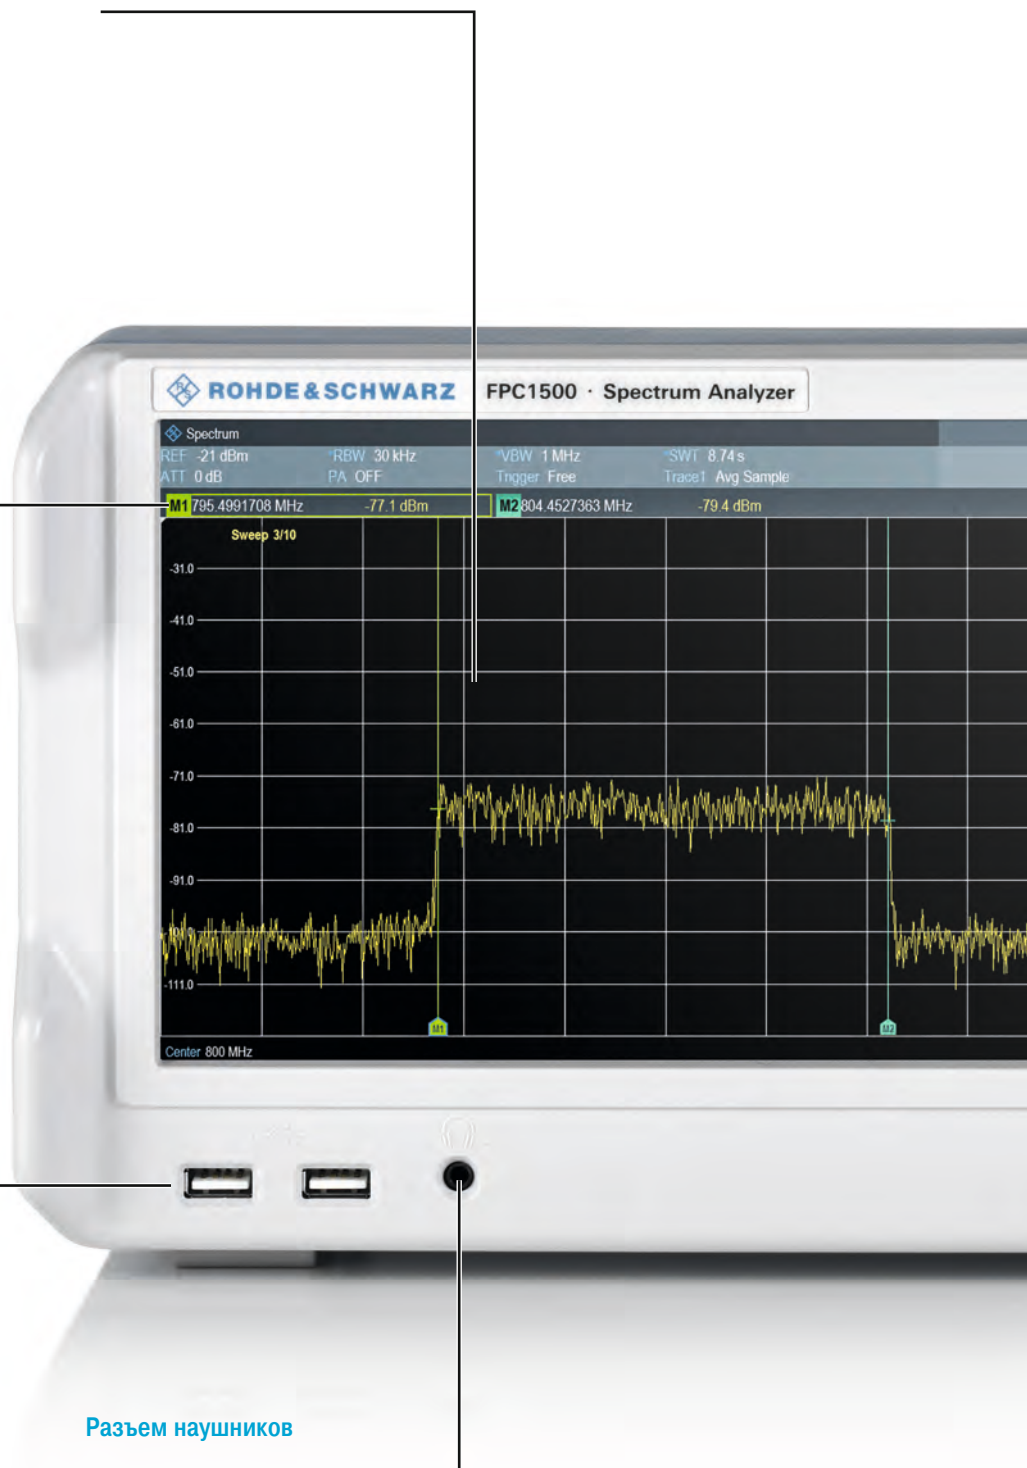 ROHDE&SCHWARZ FPC1500 · Spectrum Analyzer
Spectrum
REF -21 dBm *RBW 30 kHz *VBW 1 MHz *SWT 8.74 s
ATT 0 dB PA OFF Trigger Free Trace1 Avg Sample
M1 795.4991708 MHz -77.1 dBm M2 804.4527363 MHz -79.4 dBm
Sweep 3/10
-31.0
-41.0
-51.0
-61.0
-71.0
-81.0
-91.0
-111.0
M1 M2
Center 800 MHz
Разъем наушников